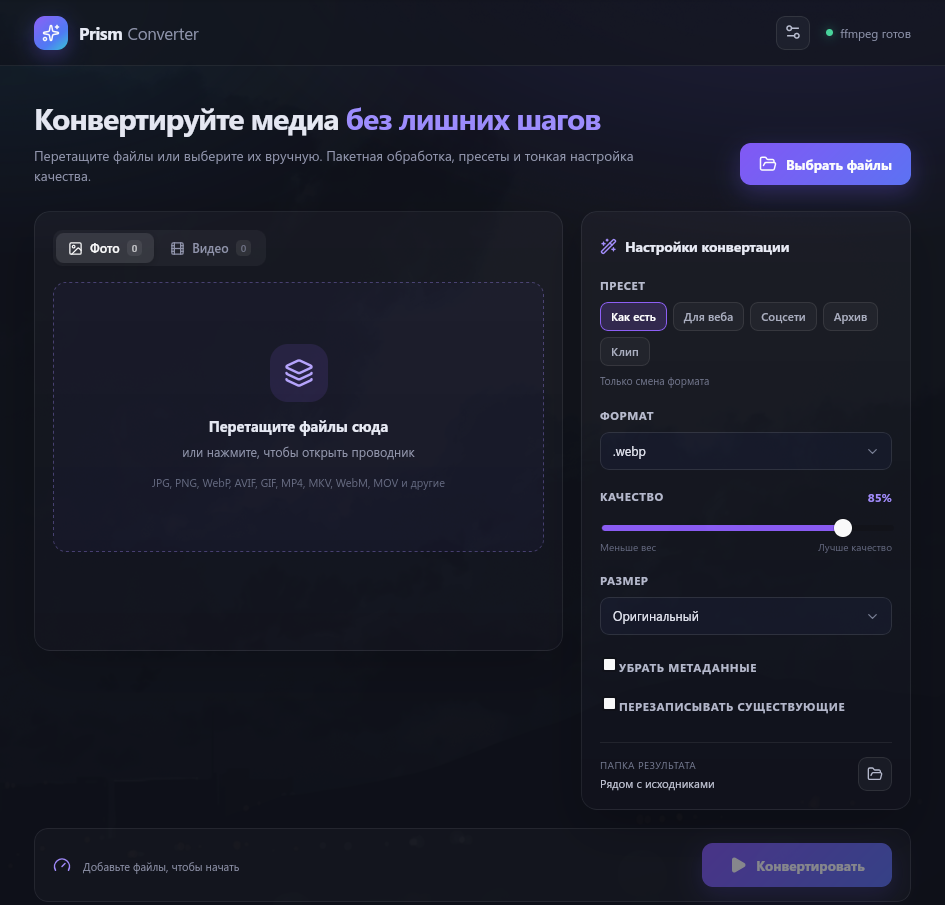 Prism Converter
ffmpeg готов
Конвертируйте медиа без лишних шагов
Перетащите файлы или выберите их вручную. Пакетная обработка, пресеты и тонкая настройка
качества.
Выбрать файлы
Фото 0
Видео 0
Перетащите файлы сюда
или нажмите, чтобы открыть проводник
JPG, PNG, WebP, AVIF, GIF, MP4, MKV, WebM, MOV и другие
Настройки конвертации
ПРЕСЕТ
Как есть
Для веба
Соцсети
Архив
Клип
Только смена формата
ФОРМАТ
.webp
КАЧЕСТВО
85%
Меньше вес
Лучше качество
РАЗМЕР
Оригинальный
УБРАТЬ МЕТАДАННЫЕ
ПЕРЕЗАПИСЫВАТЬ СУЩЕСТВУЮЩИЕ
ПАПКА РЕЗУЛЬТАТА
Рядом с исходниками
Добавьте файлы, чтобы начать
Конвертировать